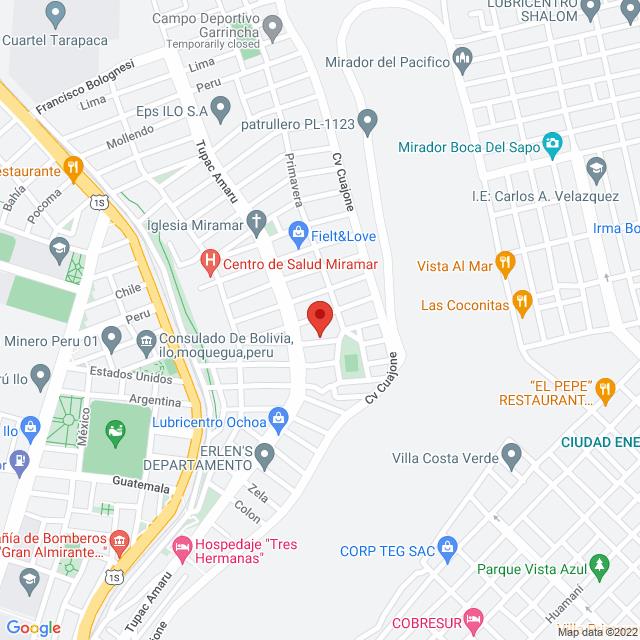 LUBRICENTRO
SHALOM
Campo Deportivo
Garrincha
Temporarily closed
Cuartel Tarapaca
Lima
Mirador del Pacifico
Francisco Bolognesi
Peru
Lima
Eps ILO S.A
patrullero PL-1123
Mollendo
Mirador Boca Del Sapo
Tupac Amaru
Primavera
Cv Cuajone
estaurante
I.E: Carlos A. Velazquez
Bahía
Pocoma
1S
Iglesia Miramar
Fielt&Love
Irma Bo
Centro de Salud Miramar
Vista Al Mar
Chile
Las Coconitas
Peru
Minero Peru 01
Consulado De Bolivia,
ilo,moquegua,peru
Cv Cuajone
Estados Unidos
rú Ilo
"EL PEPE"
RESTAURANT...
Argentina
México
Lubricentro Ochoa
Ilo
CIUDAD ENE
ERLEN'S
DEPARTAMENTO
Villa Costa Verde
or
Guatemala
Zela
Colon
ñía de Bomberos
"Gran Almirante..."
Hospedaje "Tres
Hermanas"
CORP TEG SAC
1S
Parque Vista Azul
Tupac Amaru
Huamani
COBRESUR
Cuajone
Google
Map data ©2022